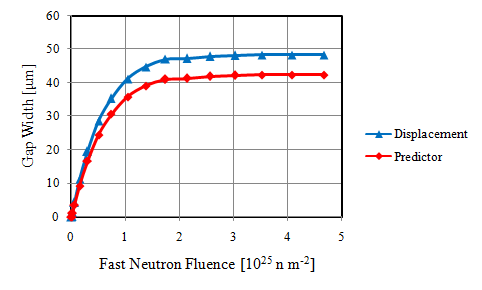 60
50
40
30
20
10
0
Gap Width [µm]
0 1 2 3 4 5
Fast Neutron Fluence [10²⁵ n m⁻²]
Displacement
Predictor